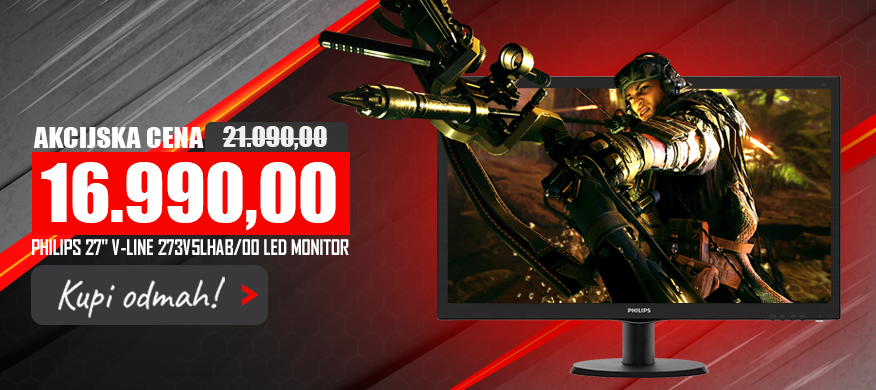 AKCIJSKA CENA 21.090,00
16.990,00
PHILIPS 27" V-LINE 273V5LHAB/00 LED MONITOR
Kupi odmah! >
PHILIPS